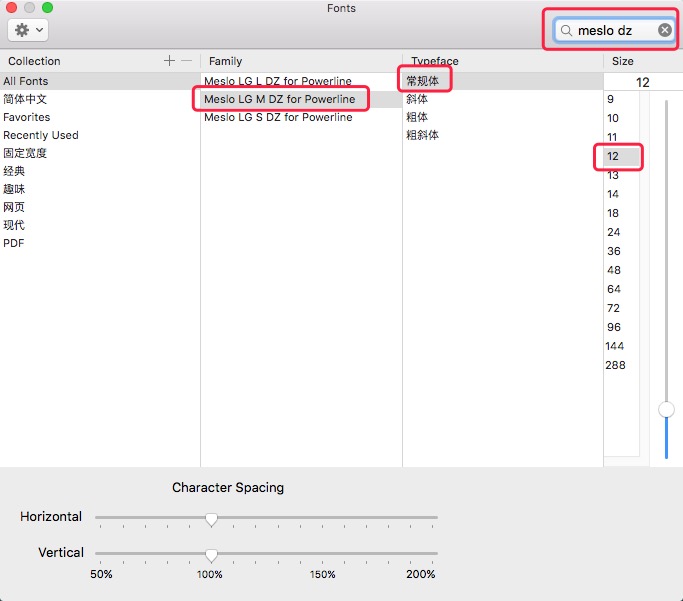 Fonts
meslo dz
Collection
All Fonts
简体中文
Favorites
Recently Used
固定宽度
经典
趣味
网页
现代
PDF
Family
Meslo LG L DZ for Powerline
Meslo LG M DZ for Powerline
Meslo LG S DZ for Powerline
Typeface
常规体
斜体
粗体
粗斜体
Size
12
9
10
11
12
13
14
18
24
36
48
64
72
96
144
288
Character Spacing
Horizontal
Vertical
50% 100% 150% 200%